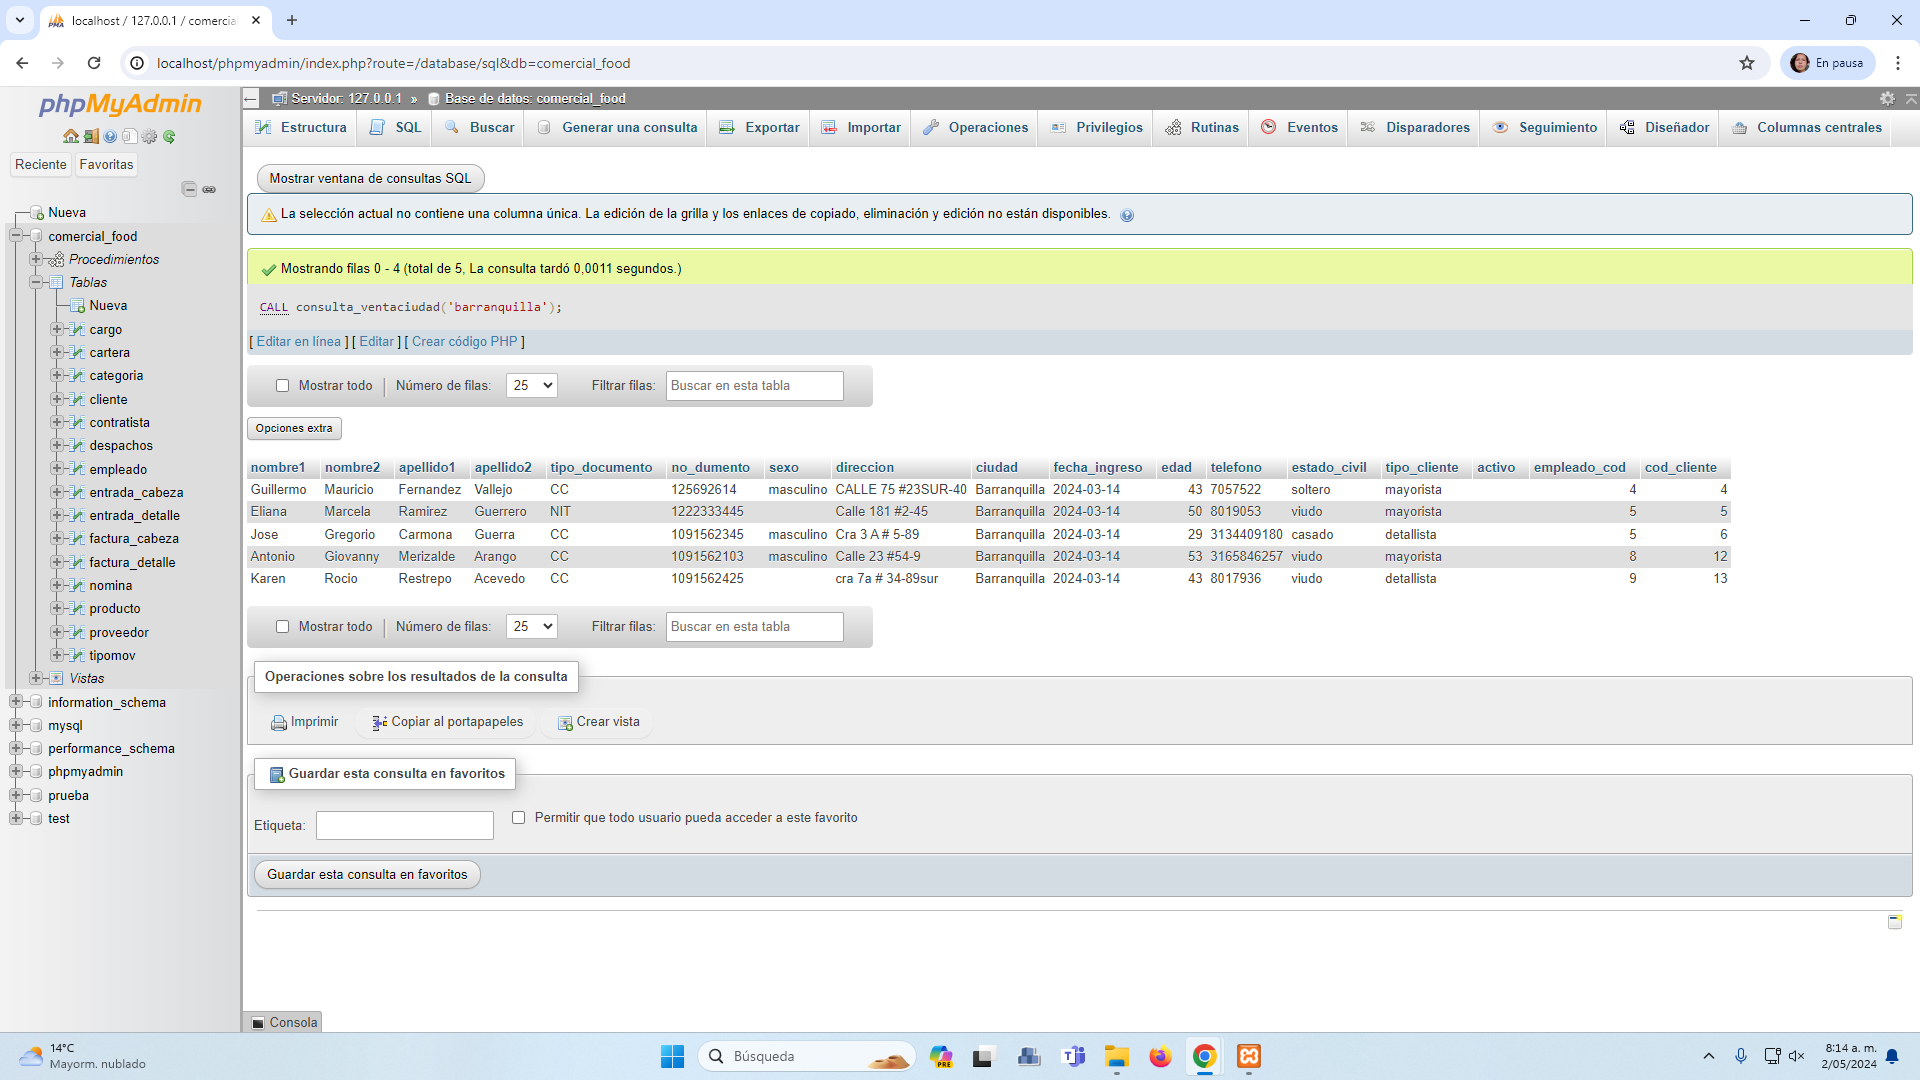 localhost / 127.0.0.1 / comercia
localhost/phpmyadmin/index.php?route=/database/sql&db=comercial_food
En pausa
phpMyAdmin
Reciente Favoritas
Nueva
comercial_food
Procedimientos
Tablas
Nueva
cargo
cartera
categoria
cliente
contratista
despachos
empleado
entrada_cabeza
entrada_detalle
factura_cabeza
factura_detalle
nomina
producto
proveedor
tipomov
Vistas
information_schema
mysql
performance_schema
phpmyadmin
prueba
test
Servidor: 127.0.0.1 » Base de datos: comercial_food
Estructura SQL Buscar Generar una consulta Exportar Importar Operaciones Privilegios Rutinas Eventos Disparadores Seguimiento Diseñador Columnas centrales
Mostrar ventana de consultas SQL
La selección actual no contiene una columna única. La edición de la grilla y los enlaces de copiado, eliminación y edición no están disponibles.
Mostrando filas 0 - 4 (total de 5, La consulta tardó 0,0011 segundos.)
CALL consulta_ventaciudad('barranquilla');
[ Editar en línea ] [ Editar ] [ Crear código PHP ]
Mostrar todo | Número de filas: 25 Filtrar filas: Buscar en esta tabla
Opciones extra
nombre1 nombre2 apellido1 apellido2 tipo_documento no_dumento sexo direccion ciudad fecha_ingreso edad telefono estado_civil tipo_cliente activo empleado_cod cod_cliente
Guillermo Mauricio Fernandez Vallejo CC 125692614 masculino CALLE 75 #23SUR-40 Barranquilla 2024-03-14 43 7057522 soltero mayorista 4 4
Eliana Marcela Ramirez Guerrero NIT 1222333445 Calle 181 #2-45 Barranquilla 2024-03-14 50 8019053 viudo mayorista 5 5
Jose Gregorio Carmona Guerra CC 1091562345 masculino Cra 3 A # 5-89 Barranquilla 2024-03-14 29 3134409180 casado detallista 5 6
Antonio Giovanny Merizalde Arango CC 1091562103 masculino Calle 23 #54-9 Barranquilla 2024-03-14 53 3165846257 viudo mayorista 8 12
Karen Rocio Restrepo Acevedo CC 1091562425 cra 7a # 34-89sur Barranquilla 2024-03-14 43 8017936 viudo detallista 9 13
Mostrar todo | Número de filas: 25 Filtrar filas: Buscar en esta tabla
Operaciones sobre los resultados de la consulta
Imprimir Copiar al portapapeles Crear vista
Guardar esta consulta en favoritos
Etiqueta: Permitir que todo usuario pueda acceder a este favorito
Guardar esta consulta en favoritos
Consola
14°C
Mayorm. nublado
Búsqueda
PRE
8:14 a. m.
2/05/2024